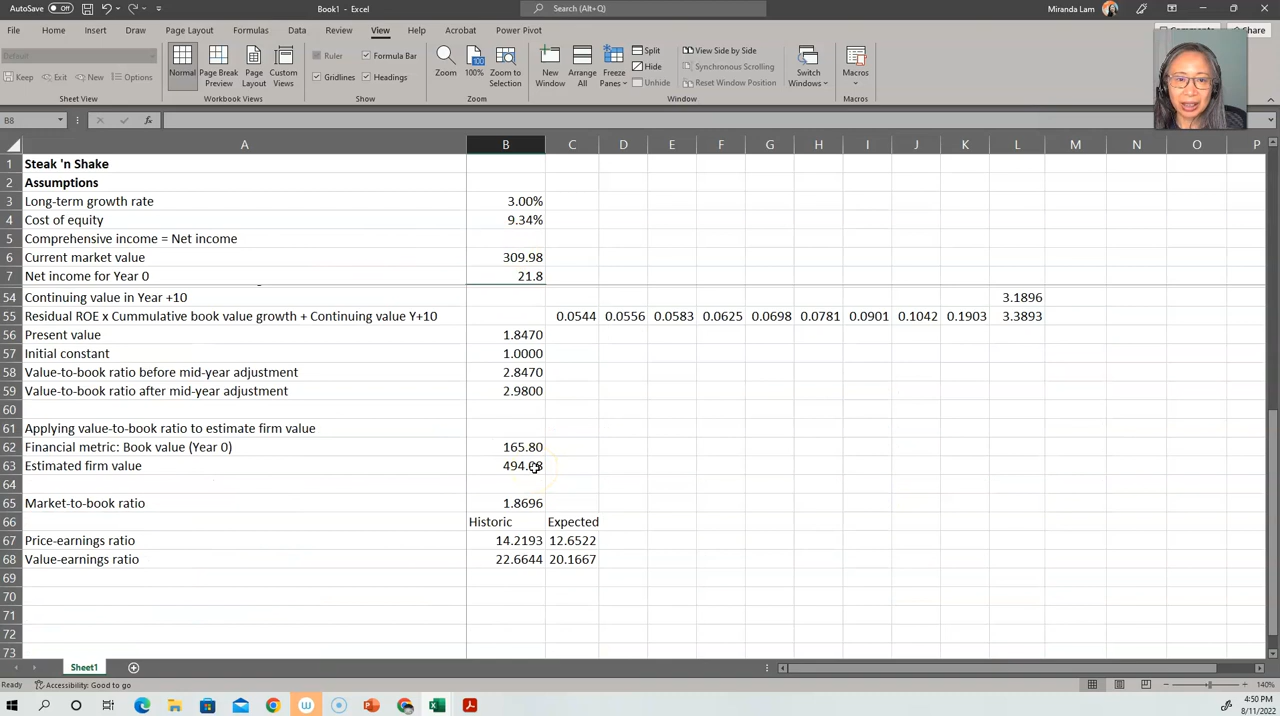 AutoSave Off Book1 - Excel Search (Alt+Q) Miranda Lam
File Home Insert Draw Page Layout Formulas Data Review View Help Acrobat Power Pivot Comments Share
Default Keep Exit New Options Sheet View
Normal Page Break Preview Page Layout Custom Views Workbook Views
Ruler Formula Bar Gridlines Headings Show
Zoom 100% Zoom to Selection Zoom
New Window Arrange All Freeze Panes Split Hide Unhide View Side by Side Synchronous Scrolling Reset Window Position Switch Windows Window
Macros Macros
B8 fx
A B C D E F G H I J K L M N O P
1 Steak 'n Shake
2 Assumptions
3 Long-term growth rate 3.00%
4 Cost of equity 9.34%
5 Comprehensive income = Net income
6 Current market value 309.98
7 Net income for Year 0 21.8
54 Continuing value in Year +10 3.1896
55 Residual ROE x Cummulative book value growth + Continuing value Y+10 0.0544 0.0556 0.0583 0.0625 0.0698 0.0781 0.0901 0.1042 0.1903 3.3893
56 Present value 1.8470
57 Initial constant 1.0000
58 Value-to-book ratio before mid-year adjustment 2.8470
59 Value-to-book ratio after mid-year adjustment 2.9800
60
61 Applying value-to-book ratio to estimate firm value
62 Financial metric: Book value (Year 0) 165.80
63 Estimated firm value
64
65 Market-to-book ratio 1.8696
66 Historic Expected
67 Price-earnings ratio 14.2193 12.6522
68 Value-earnings ratio 22.6644 20.1667
69
70
71
72
73
Sheet1
Ready Accessibility: Good to go 140%
4:50 PM
8/11/2022